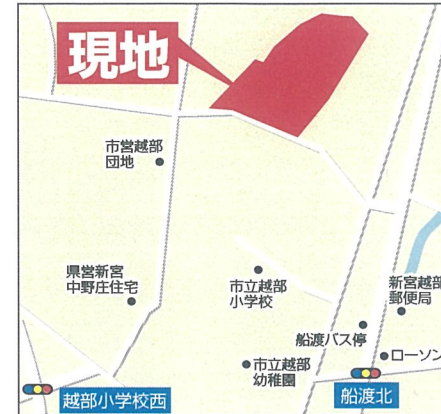 現地
市営越部
団地
県営新宮
中野庄住宅
市立越部
小学校
新宮越部
郵便局
船渡バス停
ローソン
市立越部
幼稚園
越部小学校西
船渡北